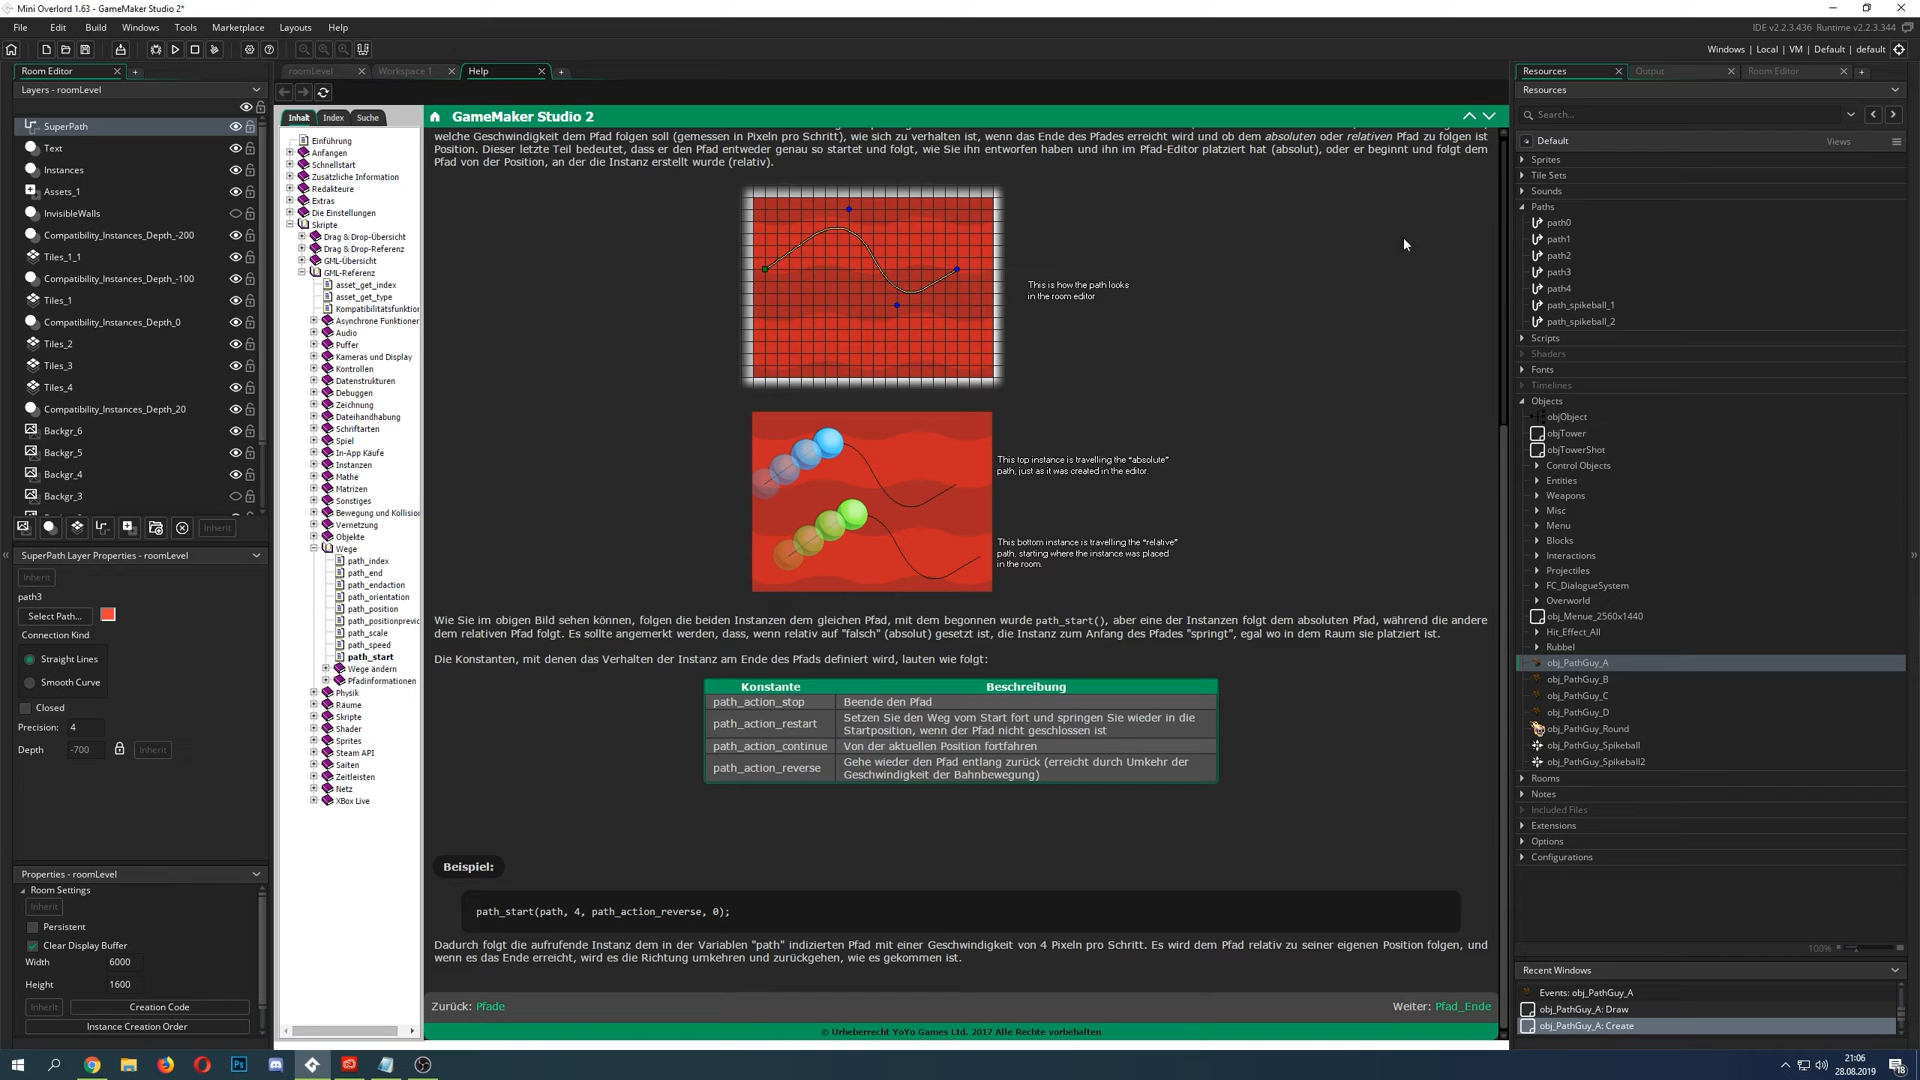 Mini Overlord 1.63 - GameMaker Studio 2*
File Edit Build Windows Tools Marketplace Layouts Help
IDE v2.2.3.436 Runtime v2.2.3.344
Windows | Local | VM | Default | default
Room Editor
Layers - roomLevel
SuperPath
Text
Instances
Assets_1
InvisibleWalls
Compatibility_Instances_Depth_-200
Tiles_1_1
Compatibility_Instances_Depth_-100
Tiles_1
Compatibility_Instances_Depth_0
Tiles_2
Tiles_3
Tiles_4
Compatibility_Instances_Depth_20
Backgr_6
Backgr_5
Backgr_4
Backgr_3
Inherit
SuperPath Layer Properties - roomLevel
Inherit
path3
Select Path...
Connection Kind
Straight Lines
Smooth Curve
Closed
Precision: 4
Depth -700 Inherit
Properties - roomLevel
Room Settings
Inherit
Persistent
Clear Display Buffer
Width 6000
Height 1600
Inherit Creation Code
Instance Creation Order
roomLevel Workspace 1 Help
Inhalt Index Suche
Einführung
Anfangen
Schnellstart
Zusätzliche Information
Redakteure
Extras
Die Einstellungen
Skripte
Drag & Drop-Übersicht
Drag & Drop-Referenz
GML-Übersicht
GML-Referenz
asset_get_index
asset_get_type
Kompatibilitätsfunktion
Asynchrone Funktionen
Audio
Puffer
Kameras und Display
Kontrollen
Datenstrukturen
Debuggen
Zeichnung
Dateihandhabung
Schriftarten
Spiel
In-App Käufe
Instanzen
Mathe
Matrizen
Sonstiges
Bewegung und Kollision
Vernetzung
Objekte
Wege
path_index
path_end
path_endaction
path_orientation
path_position
path_positionprevio
path_scale
path_speed
path_start
Wege ändern
Pfadinformationen
Physik
Räume
Skripte
Shader
Sprites
Steam API
Saiten
Zeitleisten
Netz
XBox Live
GameMaker Studio 2
welche Geschwindigkeit dem Pfad folgen soll (gemessen in Pixeln pro Schritt), wie sich zu verhalten ist, wenn das Ende des Pfades erreicht wird und ob dem absoluten oder relativen Pfad zu folgen ist
Position. Dieser letzte Teil bedeutet, dass er den Pfad entweder genau so startet und folgt, wie Sie ihn entworfen haben und ihn im Pfad-Editor platziert hat (absolut), oder er beginnt und folgt dem
Pfad von der Position, an der die Instanz erstellt wurde (relativ).
This is how the path looks
in the room editor
This top instance is travelling the "absolute"
path, just as it was created in the editor.
This bottom instance is travelling the "relative"
path, starting where the instance was placed
in the room.
Wie Sie im obigen Bild sehen können, folgen die beiden Instanzen dem gleichen Pfad, mit dem begonnen wurde path_start(), aber eine der Instanzen folgt dem absoluten Pfad, während die andere
dem relativen Pfad folgt. Es sollte angemerkt werden, dass, wenn relativ auf "falsch" (absolut) gesetzt ist, die Instanz zum Anfang des Pfades "springt", egal wo in dem Raum sie platziert ist.
Die Konstanten, mit denen das Verhalten der Instanz am Ende des Pfads definiert wird, lauten wie folgt:
Konstante Beschreibung
path_action_stop Beende den Pfad
path_action_restart Setzen Sie den Weg vom Start fort und springen Sie wieder in die
Startposition, wenn der Pfad nicht geschlossen ist
path_action_continue Von der aktuellen Position fortfahren
path_action_reverse Gehe wieder den Pfad entlang zurück (erreicht durch Umkehr der
Geschwindigkeit der Bahnbewegung)
Beispiel:
path_start(path, 4, path_action_reverse, 0);
Dadurch folgt die aufrufende Instanz dem in der Variablen "path" indizierten Pfad mit einer Geschwindigkeit von 4 Pixeln pro Schritt. Es wird dem Pfad relativ zu seiner eigenen Position folgen, und
wenn es das Ende erreicht, wird es die Richtung umkehren und zurückgehen, wie es gekommen ist.
Zurück: Pfade Weiter: Pfad_Ende
© Urheberrecht YoYo Games Ltd. 2017 Alle Rechte vorbehalten
Resources Output Room Editor
Resources
Search...
Default Views
Sprites
Tile Sets
Sounds
Paths
path0
path1
path2
path3
path4
path_spikeball_1
path_spikeball_2
Scripts
Shaders
Fonts
Timelines
Objects
objObject
objTower
objTowerShot
Control Objects
Entities
Weapons
Misc
Menu
Blocks
Interactions
Projectiles
FC_DialogueSystem
Overworld
obj_Menue_2560x1440
Hit_Effect_All
Rubbel
obj_PathGuy_A
obj_PathGuy_B
obj_PathGuy_C
obj_PathGuy_D
obj_PathGuy_Round
obj_PathGuy_Spikeball
obj_PathGuy_Spikeball2
Rooms
Notes
Included Files
Extensions
Options
Configurations
100%
Recent Windows
Events: obj_PathGuy_A
obj_PathGuy_A: Draw
obj_PathGuy_A: Create
21:06
28.08.2019